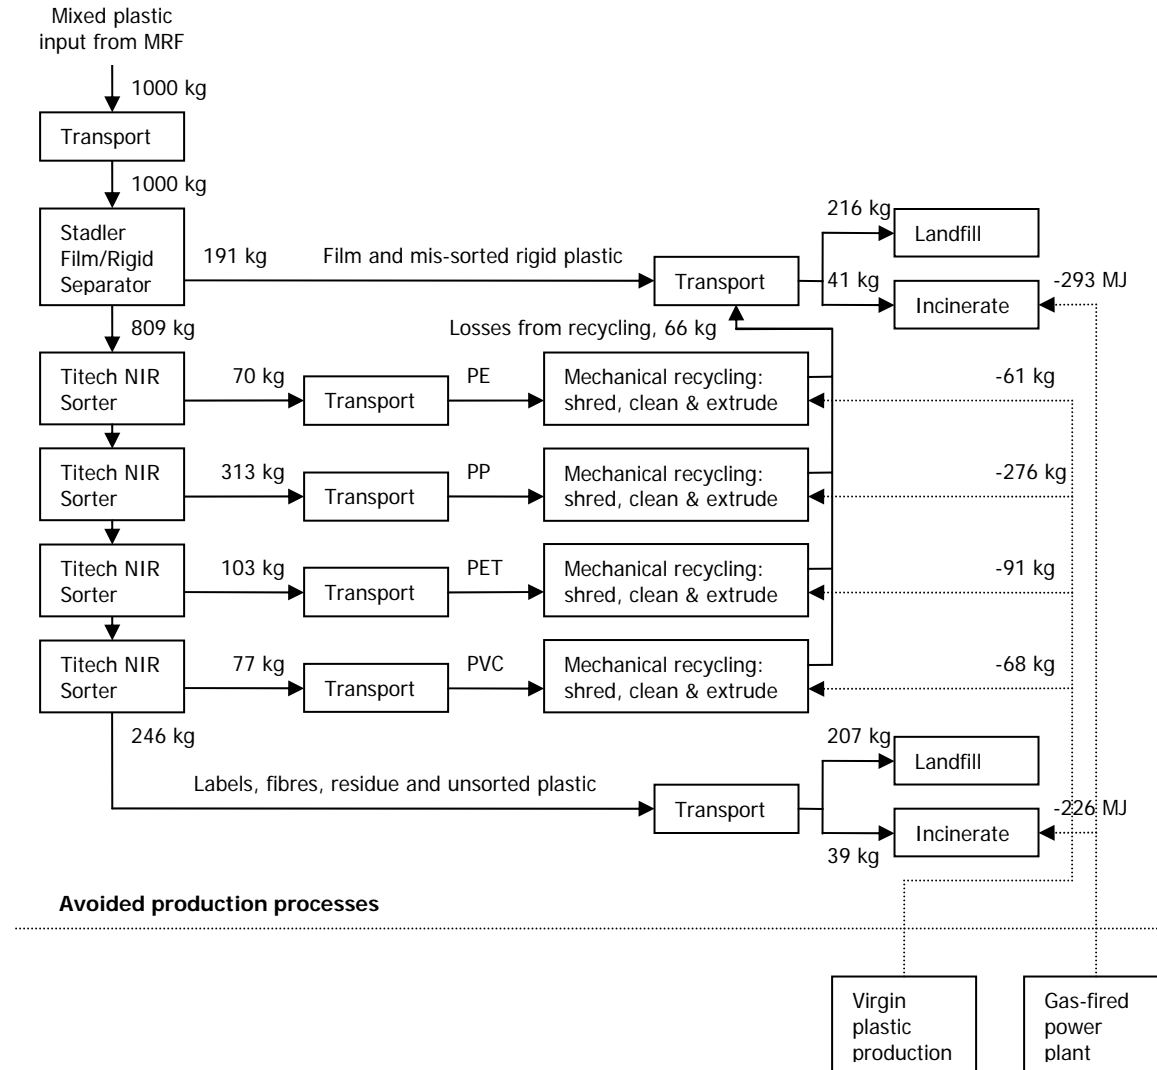 Mixed plastic
input from MRF
1000 kg
Transport
1000 kg
Stadler
Film/Rigid
Separator
191 kg
Film and mis-sorted rigid plastic
Transport
216 kg
Landfill
41 kg
Incinerate
-293 MJ
809 kg
Losses from recycling, 66 kg
Titech NIR
Sorter
70 kg
Transport
PE
Mechanical recycling:
shred, clean & extrude
-61 kg
Titech NIR
Sorter
313 kg
Transport
PP
Mechanical recycling:
shred, clean & extrude
-276 kg
Titech NIR
Sorter
103 kg
Transport
PET
Mechanical recycling:
shred, clean & extrude
-91 kg
Titech NIR
Sorter
77 kg
Transport
PVC
Mechanical recycling:
shred, clean & extrude
-68 kg
246 kg
Labels, fibres, residue and unsorted plastic
Transport
207 kg
Landfill
39 kg
Incinerate
-226 MJ
Avoided production processes
Virgin
plastic
production
Gas-fired
power
plant